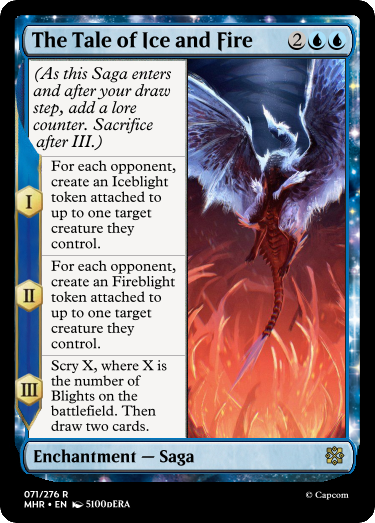 The Tale of Ice and Fire 2
(As this Saga enters
and after your draw
step, add a lore
counter. Sacrifice
after III.)
I
For each opponent,
create an Iceblight
token attached to
up to one target
creature they
control.
II
For each opponent,
create an Fireblight
token attached to
up to one target
creature they
control.
III
Scry X, where X is
the number of
Blights on the
battlefield. Then
draw two cards.
Enchantment — Saga
071/276 R
MHR • EN 5100dERA
© Capcom